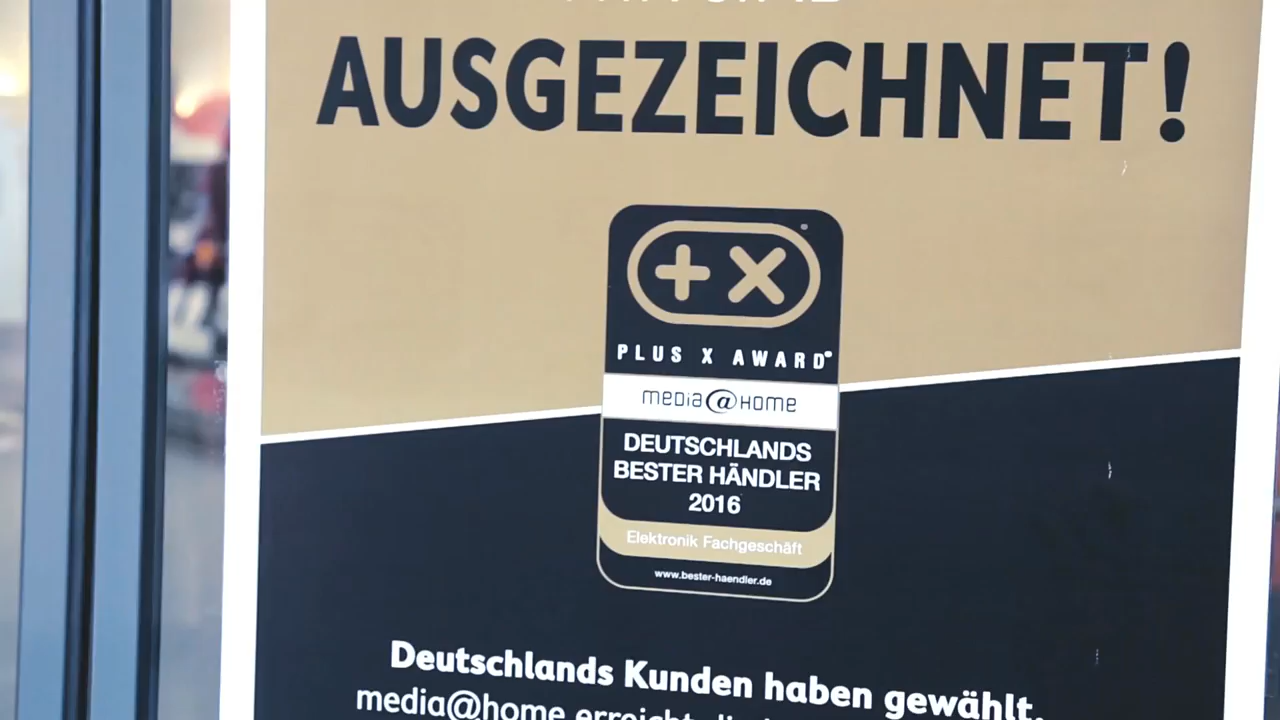 AUSGEZEICHNET!
PLUS X AWARD
media@HOME
DEUTSCHLANDS
BESTER HÄNDLER
2016
Elektronik Fachgeschäft
www.bester-haendler.de
Deutschlands Kunden haben gewählt.
media@home erreicht